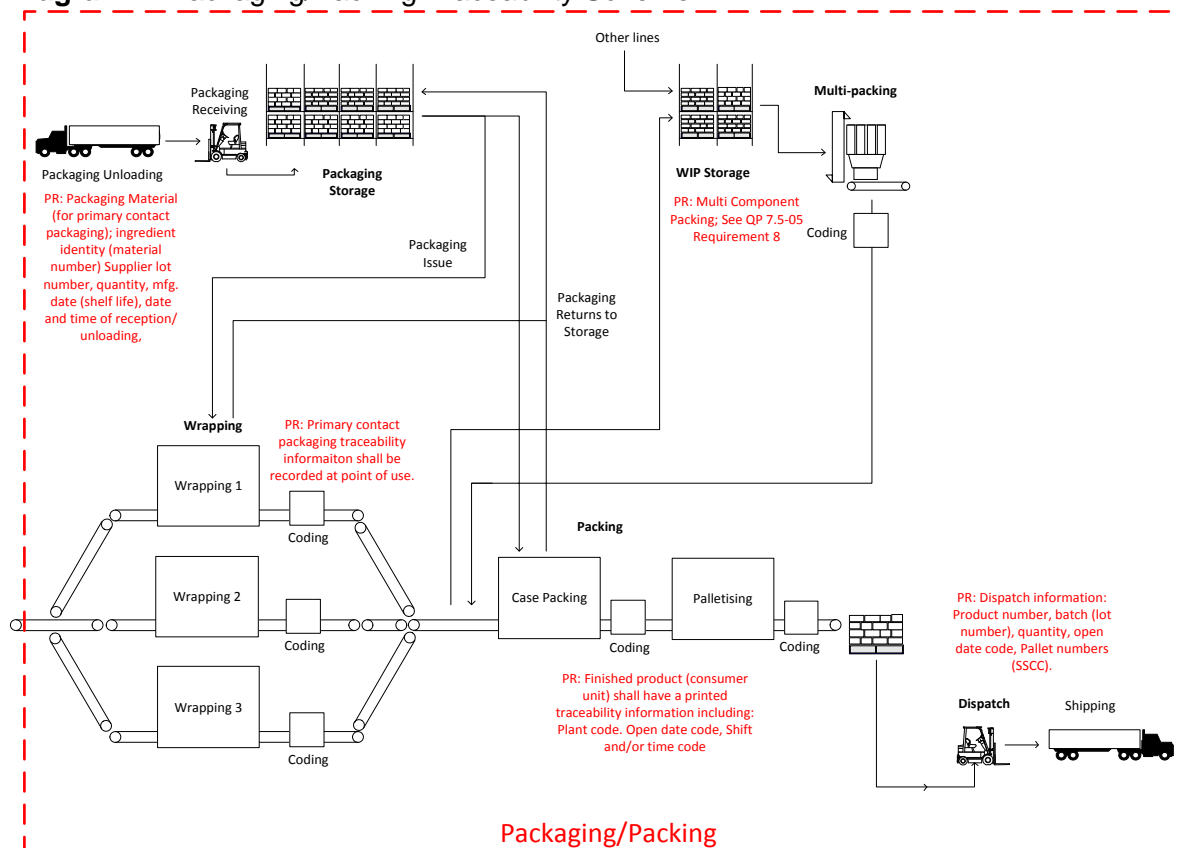 Other lines
Packaging
Receiving
Multi-packing
Packaging Unloading
Packaging
Storage
WIP Storage
PR: Packaging Material
(for primary contact
packaging); ingredient
identity (material
number) Supplier lot
number, quantity, mfg.
date (shelf life), date
and time of reception/
unloading,
PR: Multi Component
Packing; See QP 7.5-05
Requirement 8
Coding
Packaging
Issue
Packaging
Returns to
Storage
Wrapping
PR: Primary contact
packaging traceability
informaiton shall be
recorded at point of use.
Wrapping 1
Coding
Packing
Wrapping 2
Coding
Case Packing
Coding
Palletising
Coding
PR: Dispatch information:
Product number, batch (lot
number), quantity, open
date code, Pallet numbers
(SSCC).
Wrapping 3
Coding
PR: Finished product (consumer
unit) shall have a printed
traceability information including:
Plant code. Open date code, Shift
and/or time code
Dispatch
Shipping
Packaging/Packing